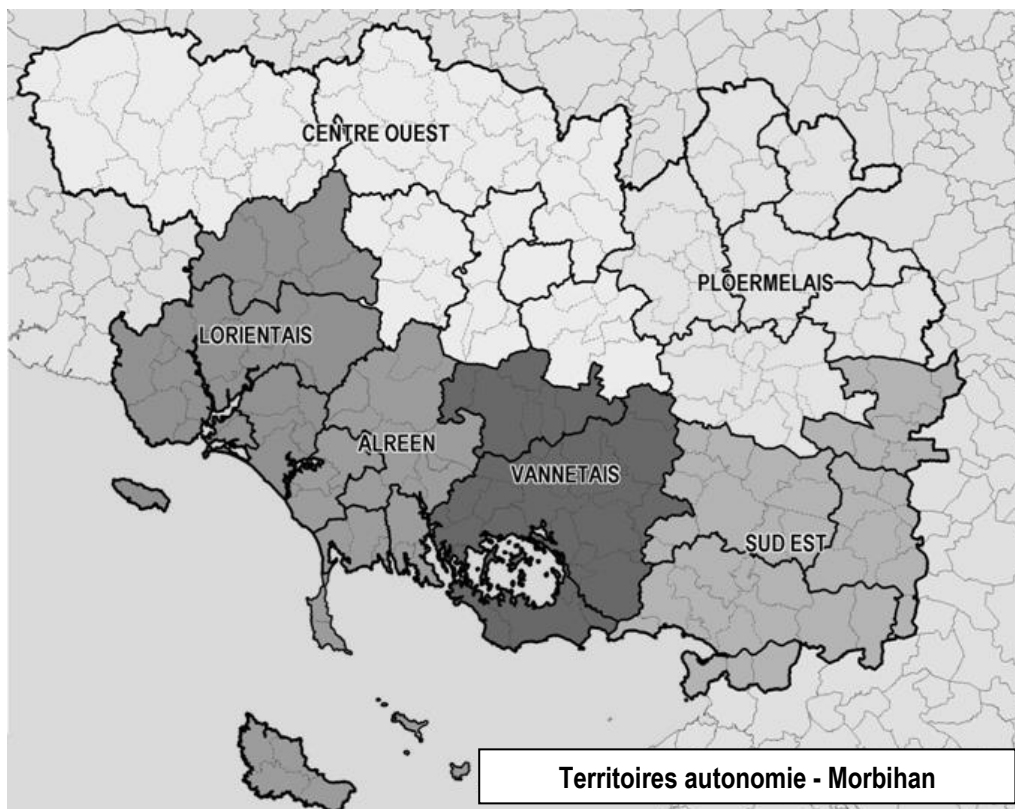 CENTRE OUEST
PLOERMELAIS
LORIENTAIS
ALREEN
VANNETAIS
SUD EST
Territoires autonomie - Morbihan